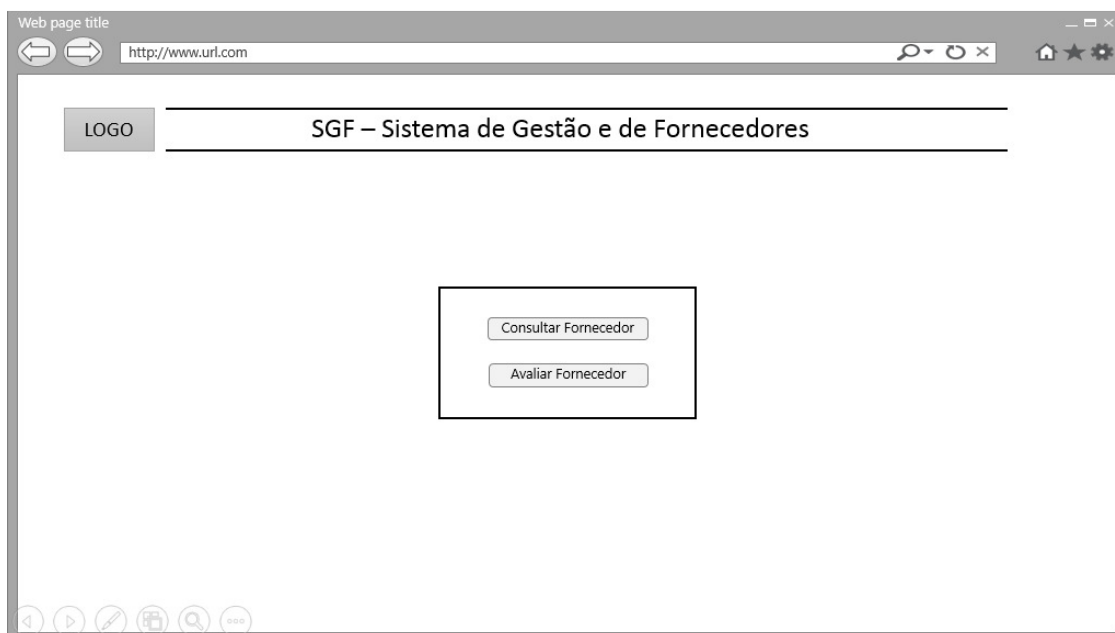 Web page title
http://www.url.com
LOGO
SGF – Sistema de Gestão e de Fornecedores
Consultar Fornecedor
Avaliar Fornecedor